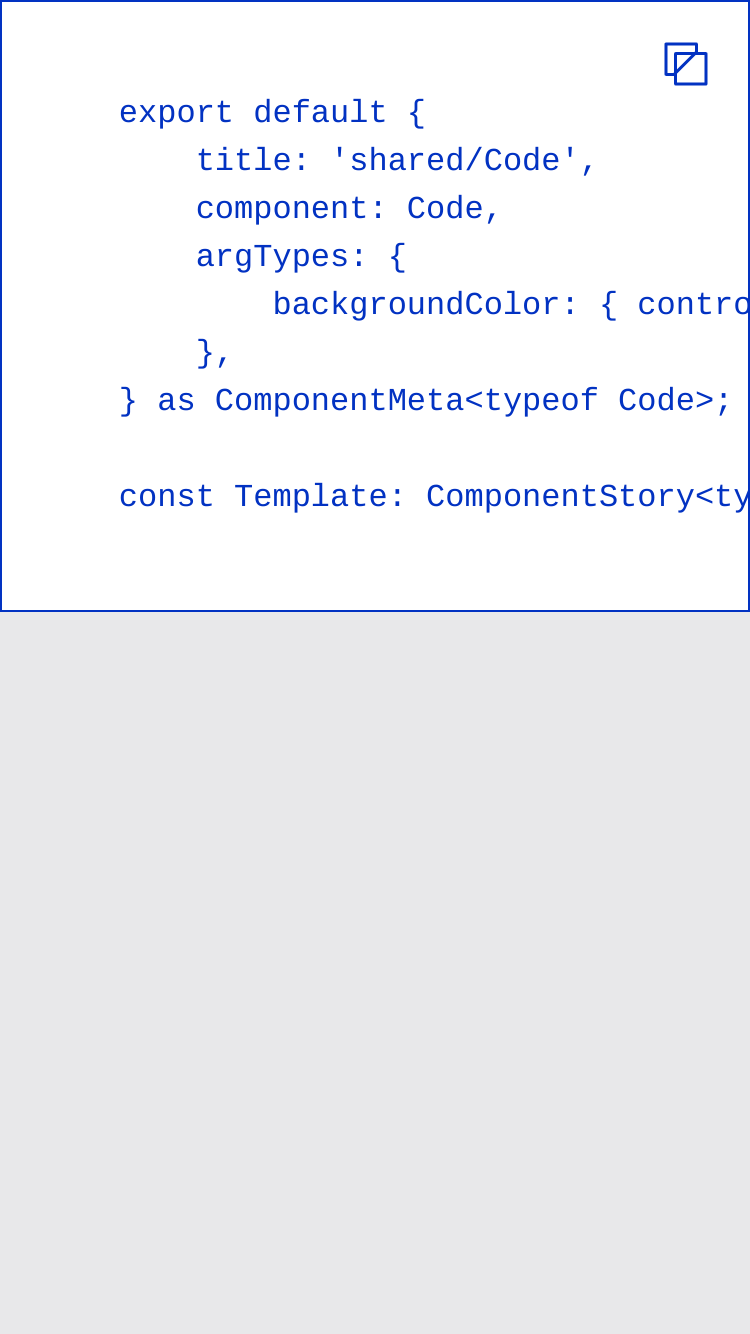 export default {
    title: 'shared/Code',
    component: Code,
    argTypes: {
        backgroundColor: { contro
    },
} as ComponentMeta<typeof Code>;

const Template: ComponentStory<ty